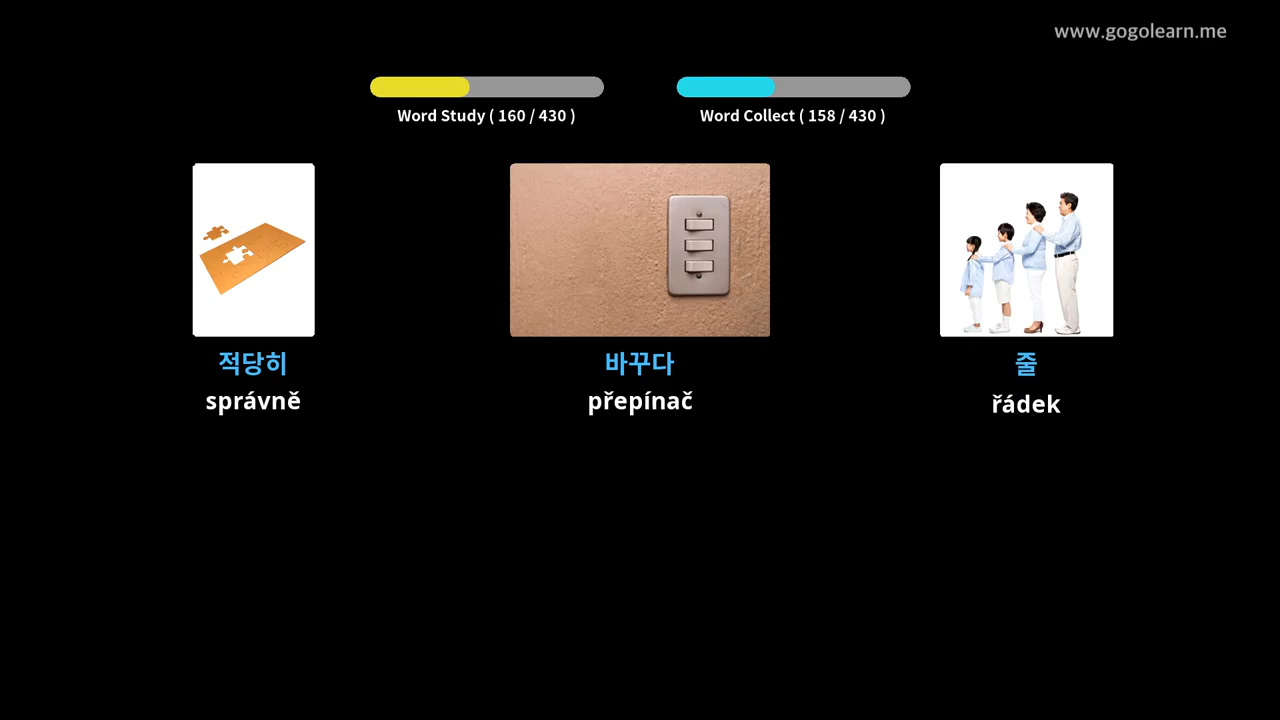 www.gogolearn.me
Word Study ( 160 / 430 )
Word Collect ( 158 / 430 )
적당히
správně
바꾸다
přepínač
줄
řádek